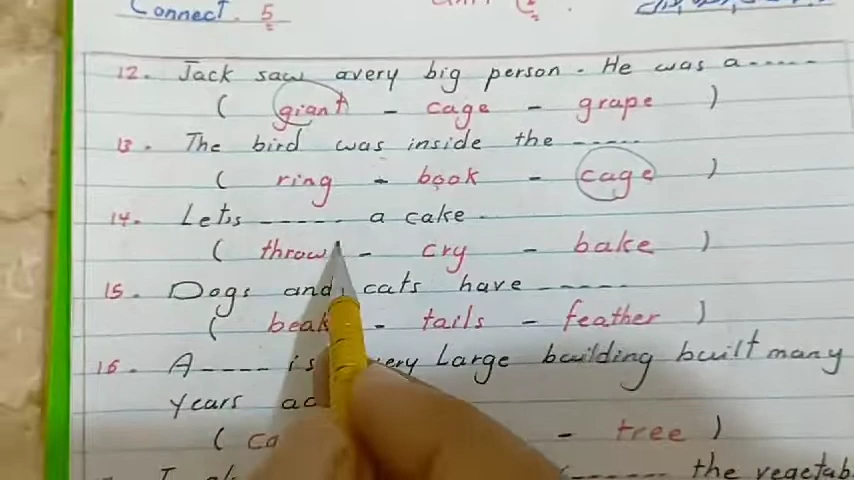 Connect. 5
12. Jack saw avery big person. He was a-----
( giant - cage - grape )
13. The bird was inside the -----
( ring - book - cage )
14. Let's ----- a cake.
( throw - cry - bake )
15. Dogs and cats have -----
( beak - tails - feather )
16. A---- is very Large building built many
years
( - tree )
the